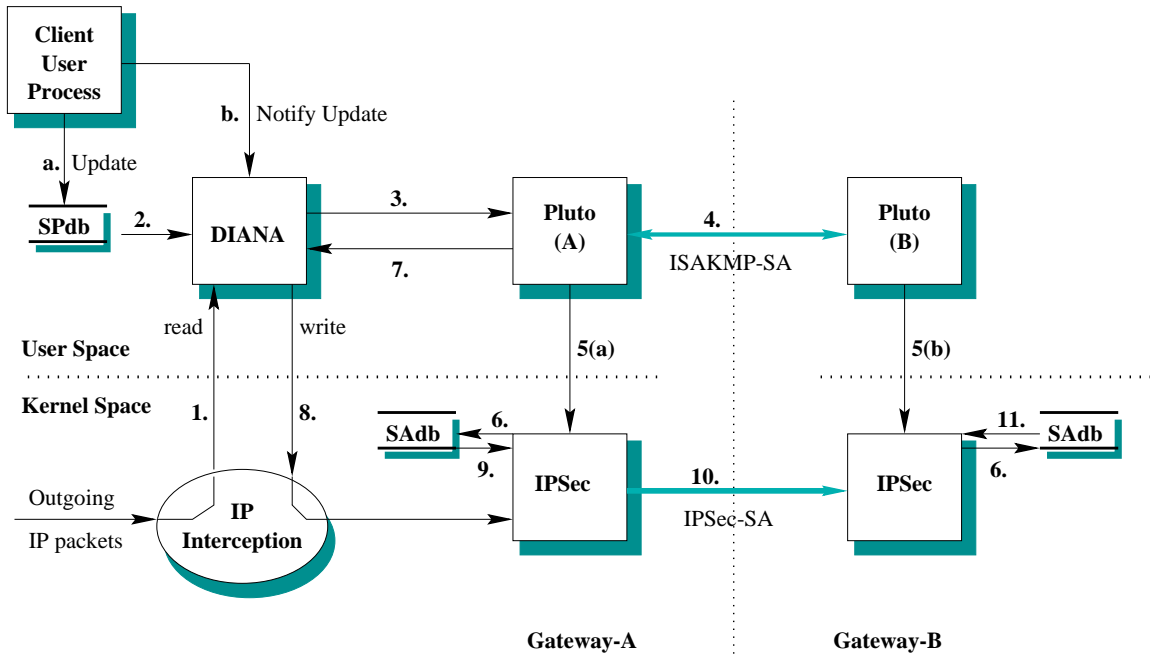 Client
User
Process
b. Notify Update
a. Update
SPdb
2.
DIANA
3.
7.
Pluto
(A)
4.
ISAKMP-SA
Pluto
(B)
read
write
User Space
5(a)
5(b)
Kernel Space
1.
8.
SAdb
6.
9.
IPSec
10.
IPSec-SA
IPSec
11.
SAdb
6.
Outgoing
IP packets
IP
Interception
Gateway-A
Gateway-B